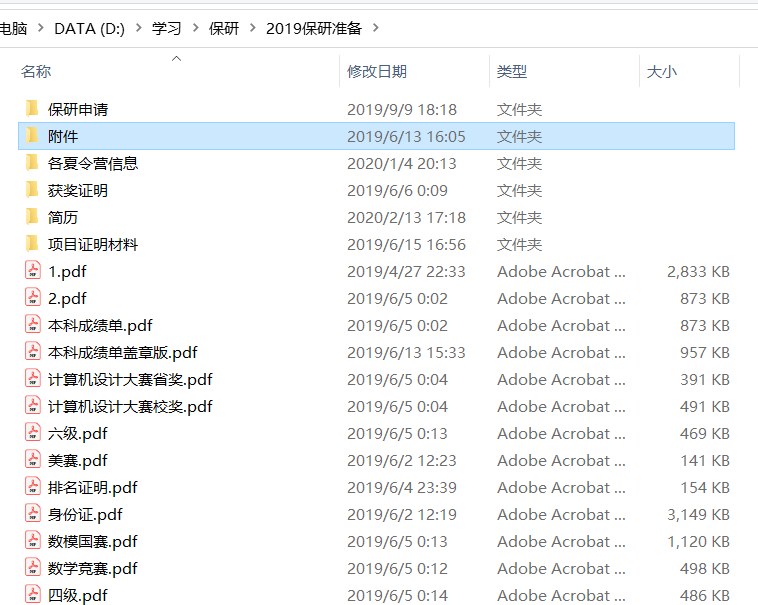 电脑 > DATA (D:) > 学习 > 保研 > 2019保研准备 >
名称 修改日期 类型 大小
保研申请 2019/9/9 18:18 文件夹
附件 2019/6/13 16:05 文件夹
各夏令营信息 2020/1/4 20:13 文件夹
获奖证明 2019/6/6 0:09 文件夹
简历 2020/2/13 17:18 文件夹
项目证明材料 2019/6/15 16:56 文件夹
1.pdf 2019/4/27 22:33 Adobe Acrobat ... 2,833 KB
2.pdf 2019/6/5 0:02 Adobe Acrobat ... 873 KB
本科成绩单.pdf 2019/6/5 0:02 Adobe Acrobat ... 873 KB
本科成绩单盖章版.pdf 2019/6/13 15:33 Adobe Acrobat ... 957 KB
计算机设计大赛省奖.pdf 2019/6/5 0:04 Adobe Acrobat ... 391 KB
计算机设计大赛校奖.pdf 2019/6/5 0:04 Adobe Acrobat ... 491 KB
六级.pdf 2019/6/5 0:13 Adobe Acrobat ... 469 KB
美赛.pdf 2019/6/2 12:23 Adobe Acrobat ... 141 KB
排名证明.pdf 2019/6/4 23:39 Adobe Acrobat ... 154 KB
身份证.pdf 2019/6/2 12:19 Adobe Acrobat ... 3,149 KB
数模国赛.pdf 2019/6/5 0:13 Adobe Acrobat ... 1,120 KB
数学竞赛.pdf 2019/6/5 0:12 Adobe Acrobat ... 498 KB
四级.pdf 2019/6/5 0:14 Adobe Acrobat ... 486 KB